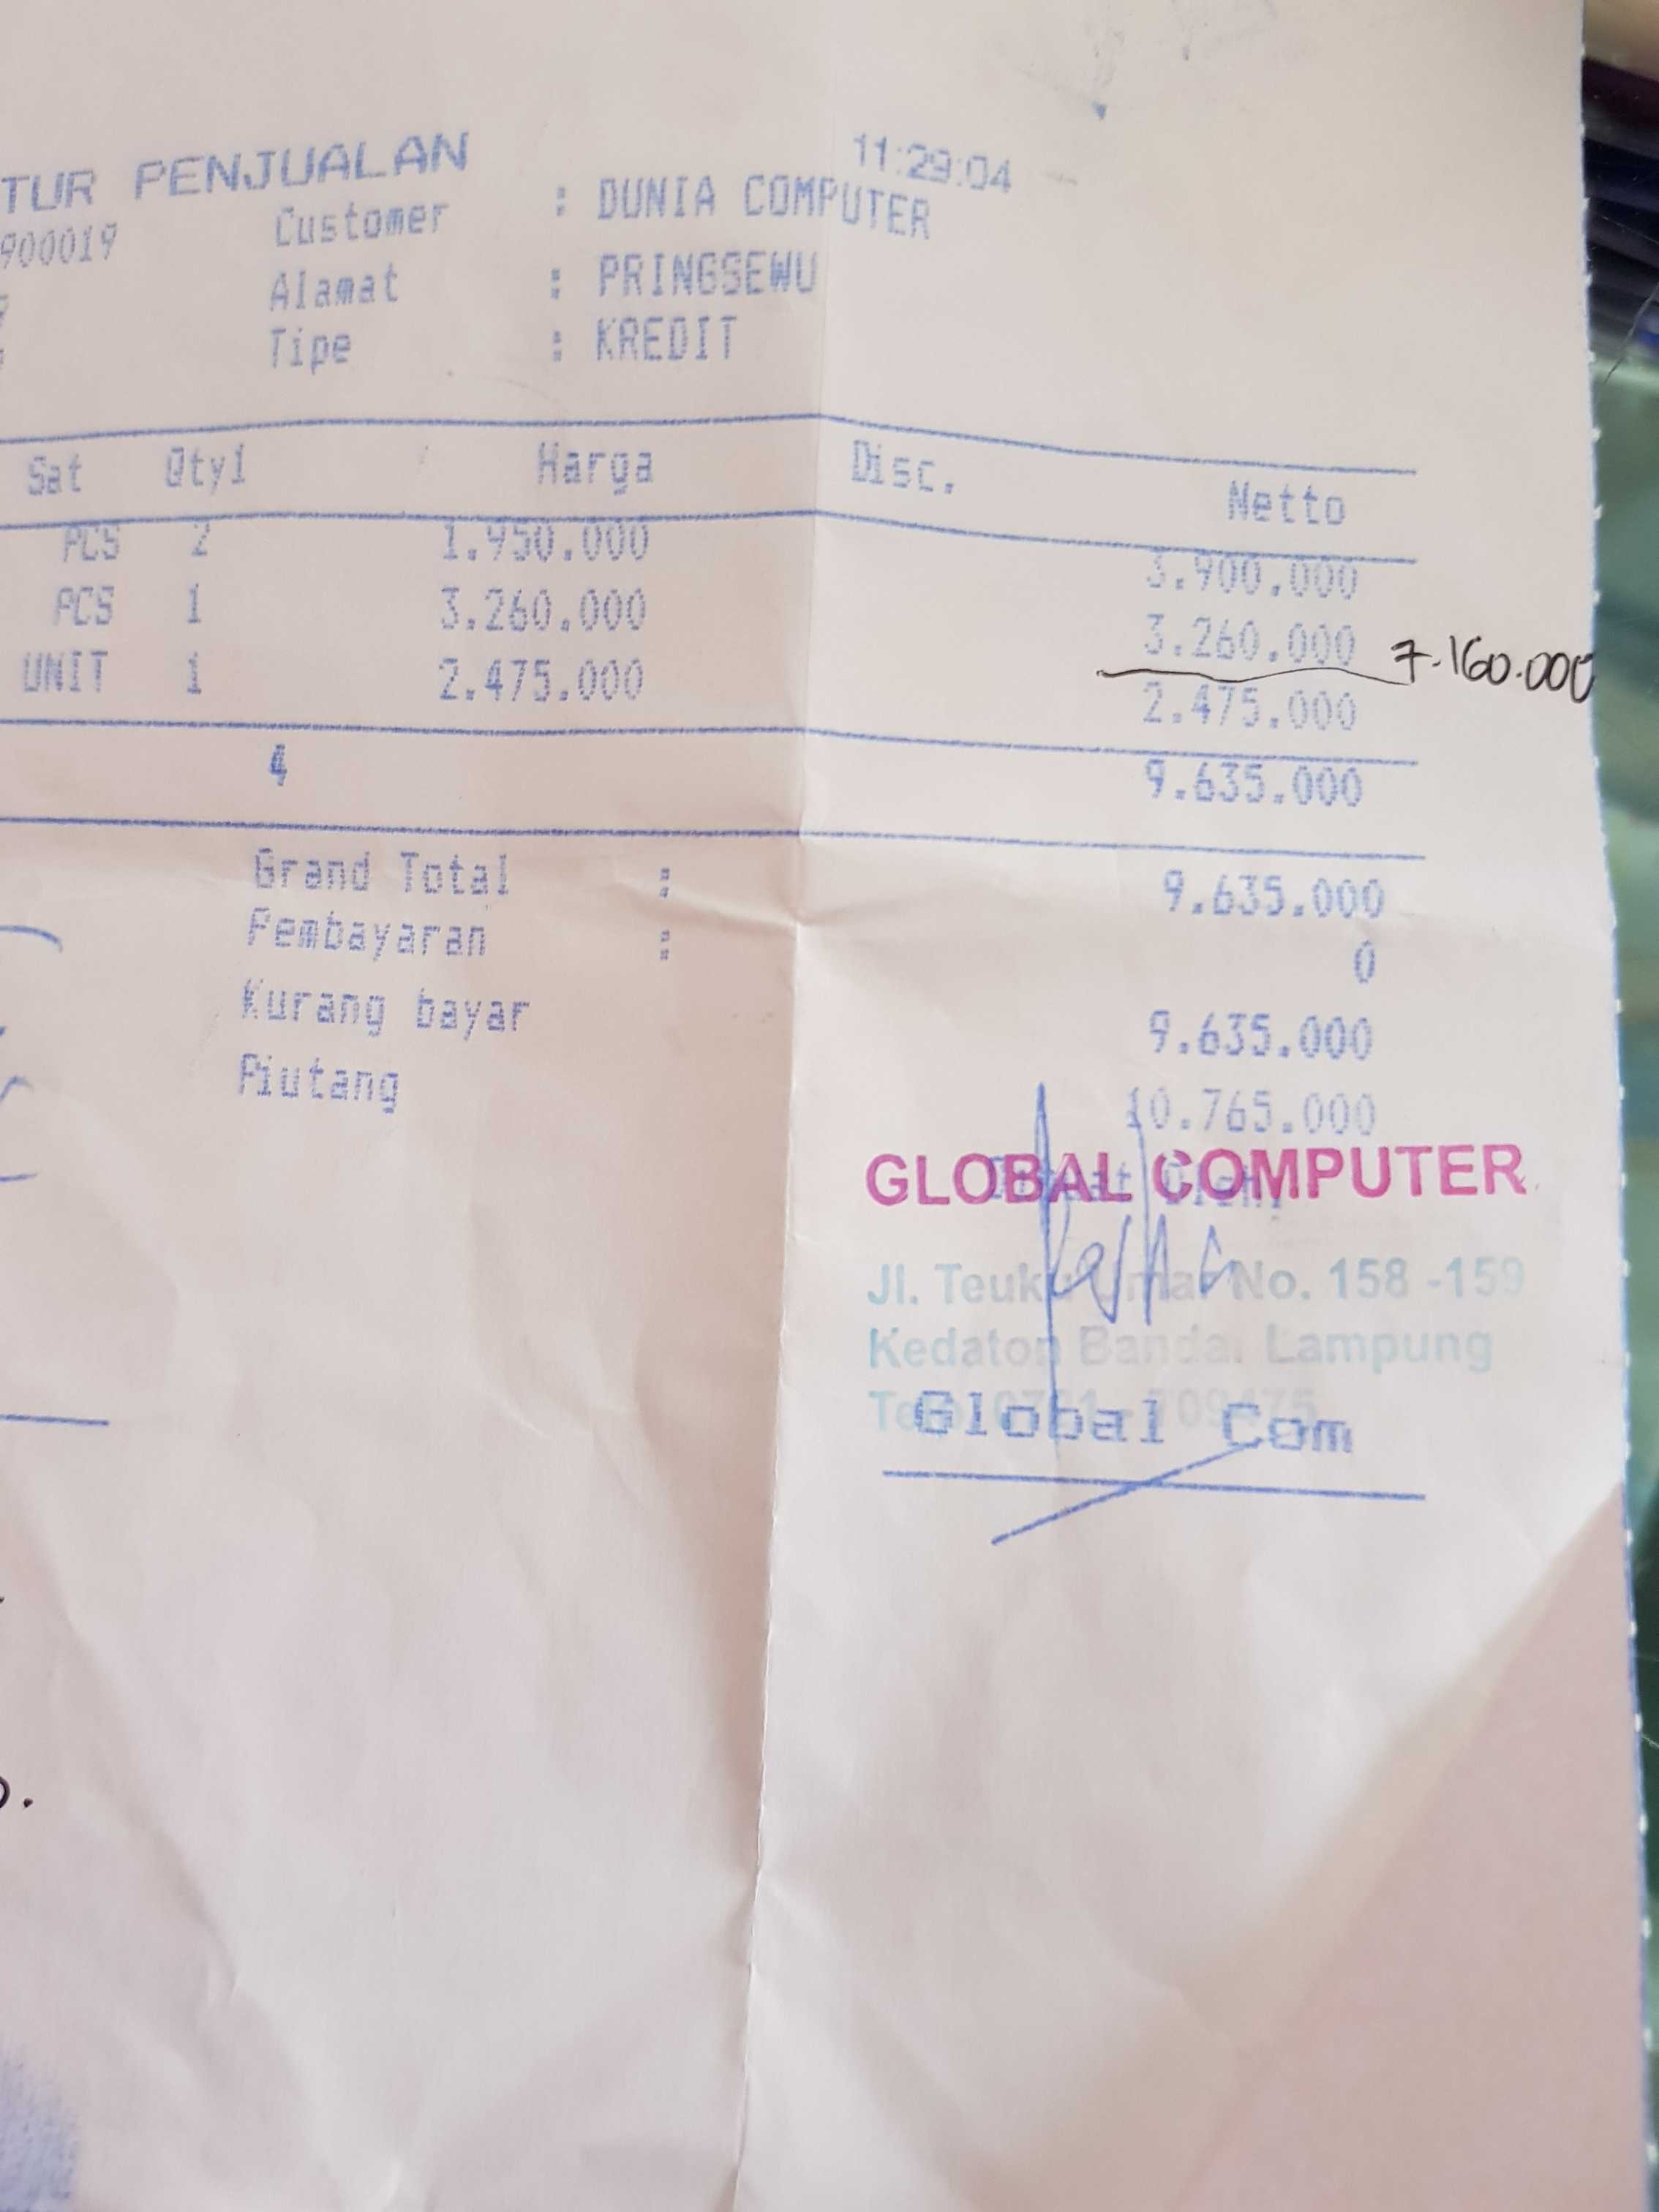 TUR PENJUALAN 11:29:04
900019 Customer : DUNIA COMPUTER
Alamat : PRINGSEWU
Tipe : KREDIT
Sat Qty1 Harga Disc. Netto
PCS 2 1.950.000 3.900.000
PCS 1 3.260.000 3.260.000 7.160.000
UNIT 1 2.475.000 2.475.000
4 9.635.000
Grand Total : 9.635.000
Pembayaran : 0
Kurang bayar 9.635.000
Piutang 10.765.000
GLOBAL COMPUTER
Jl. Teuku Umar No. 158 -159
Kedaton Bandar Lampung
Global Com